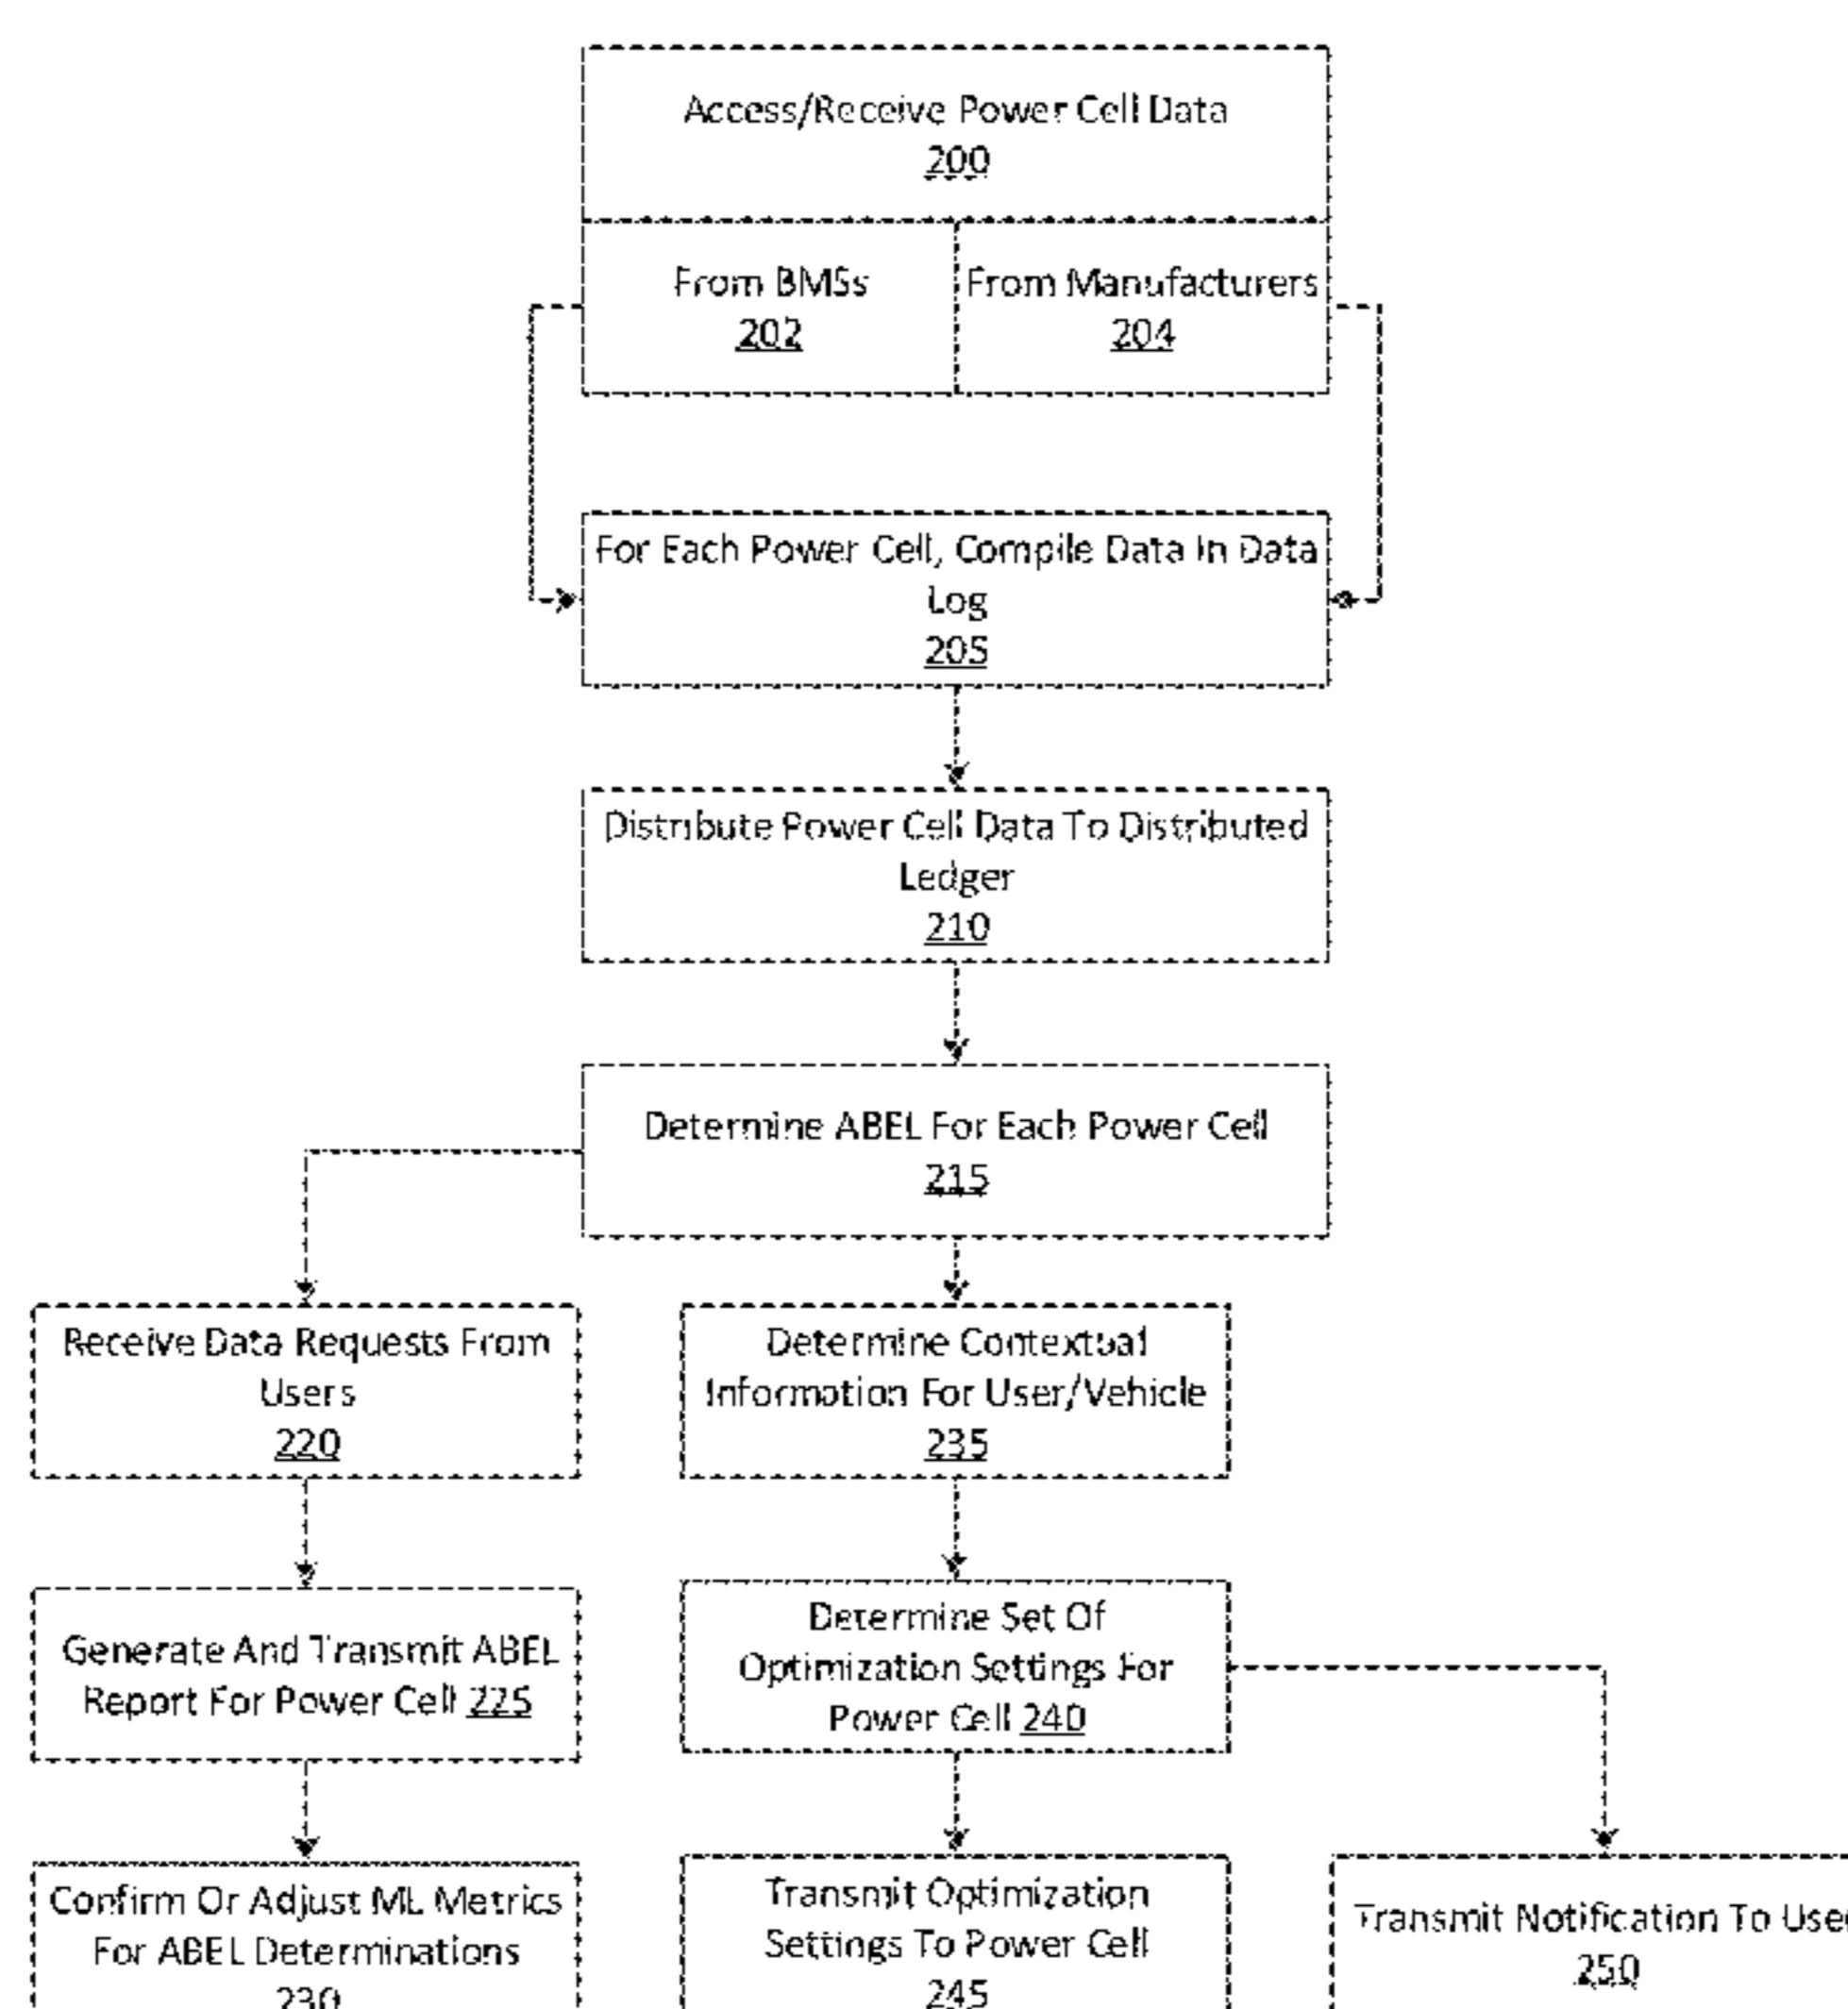 Access/Receive Power Cell Data
200
From BMSs
202
From Manufacturers
204
For Each Power Cell, Compile Data In Data
Log
205
Distribute Power Cell Data To Distributed
Ledger
210
Determine ABEL For Each Power Cell
215
Receive Data Requests From
Users
220
Determine Contextual
Information For User/Vehicle
235
Generate And Transmit ABEL
Report For Power Cell 225
Determine Set Of
Optimization Settings For
Power Cell 240
Confirm Or Adjust ML Metrics
For ABEL Determinations
230
Transmit Optimization
Settings To Power Cell
245
Transmit Notification To User
250